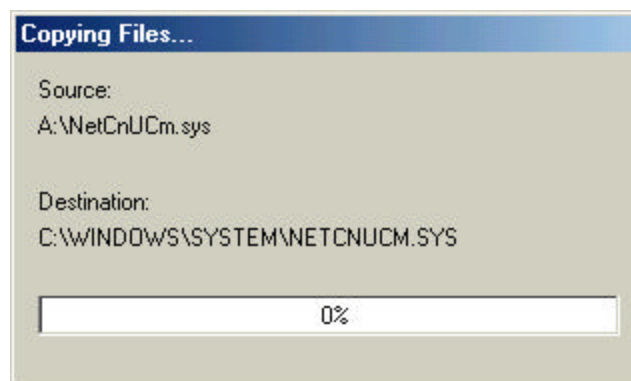 Copying Files...
Source:
A:\NetCnUCm.sys
Destination:
C:\WINDOWS\SYSTEM\NETCNUCM.SYS
0%